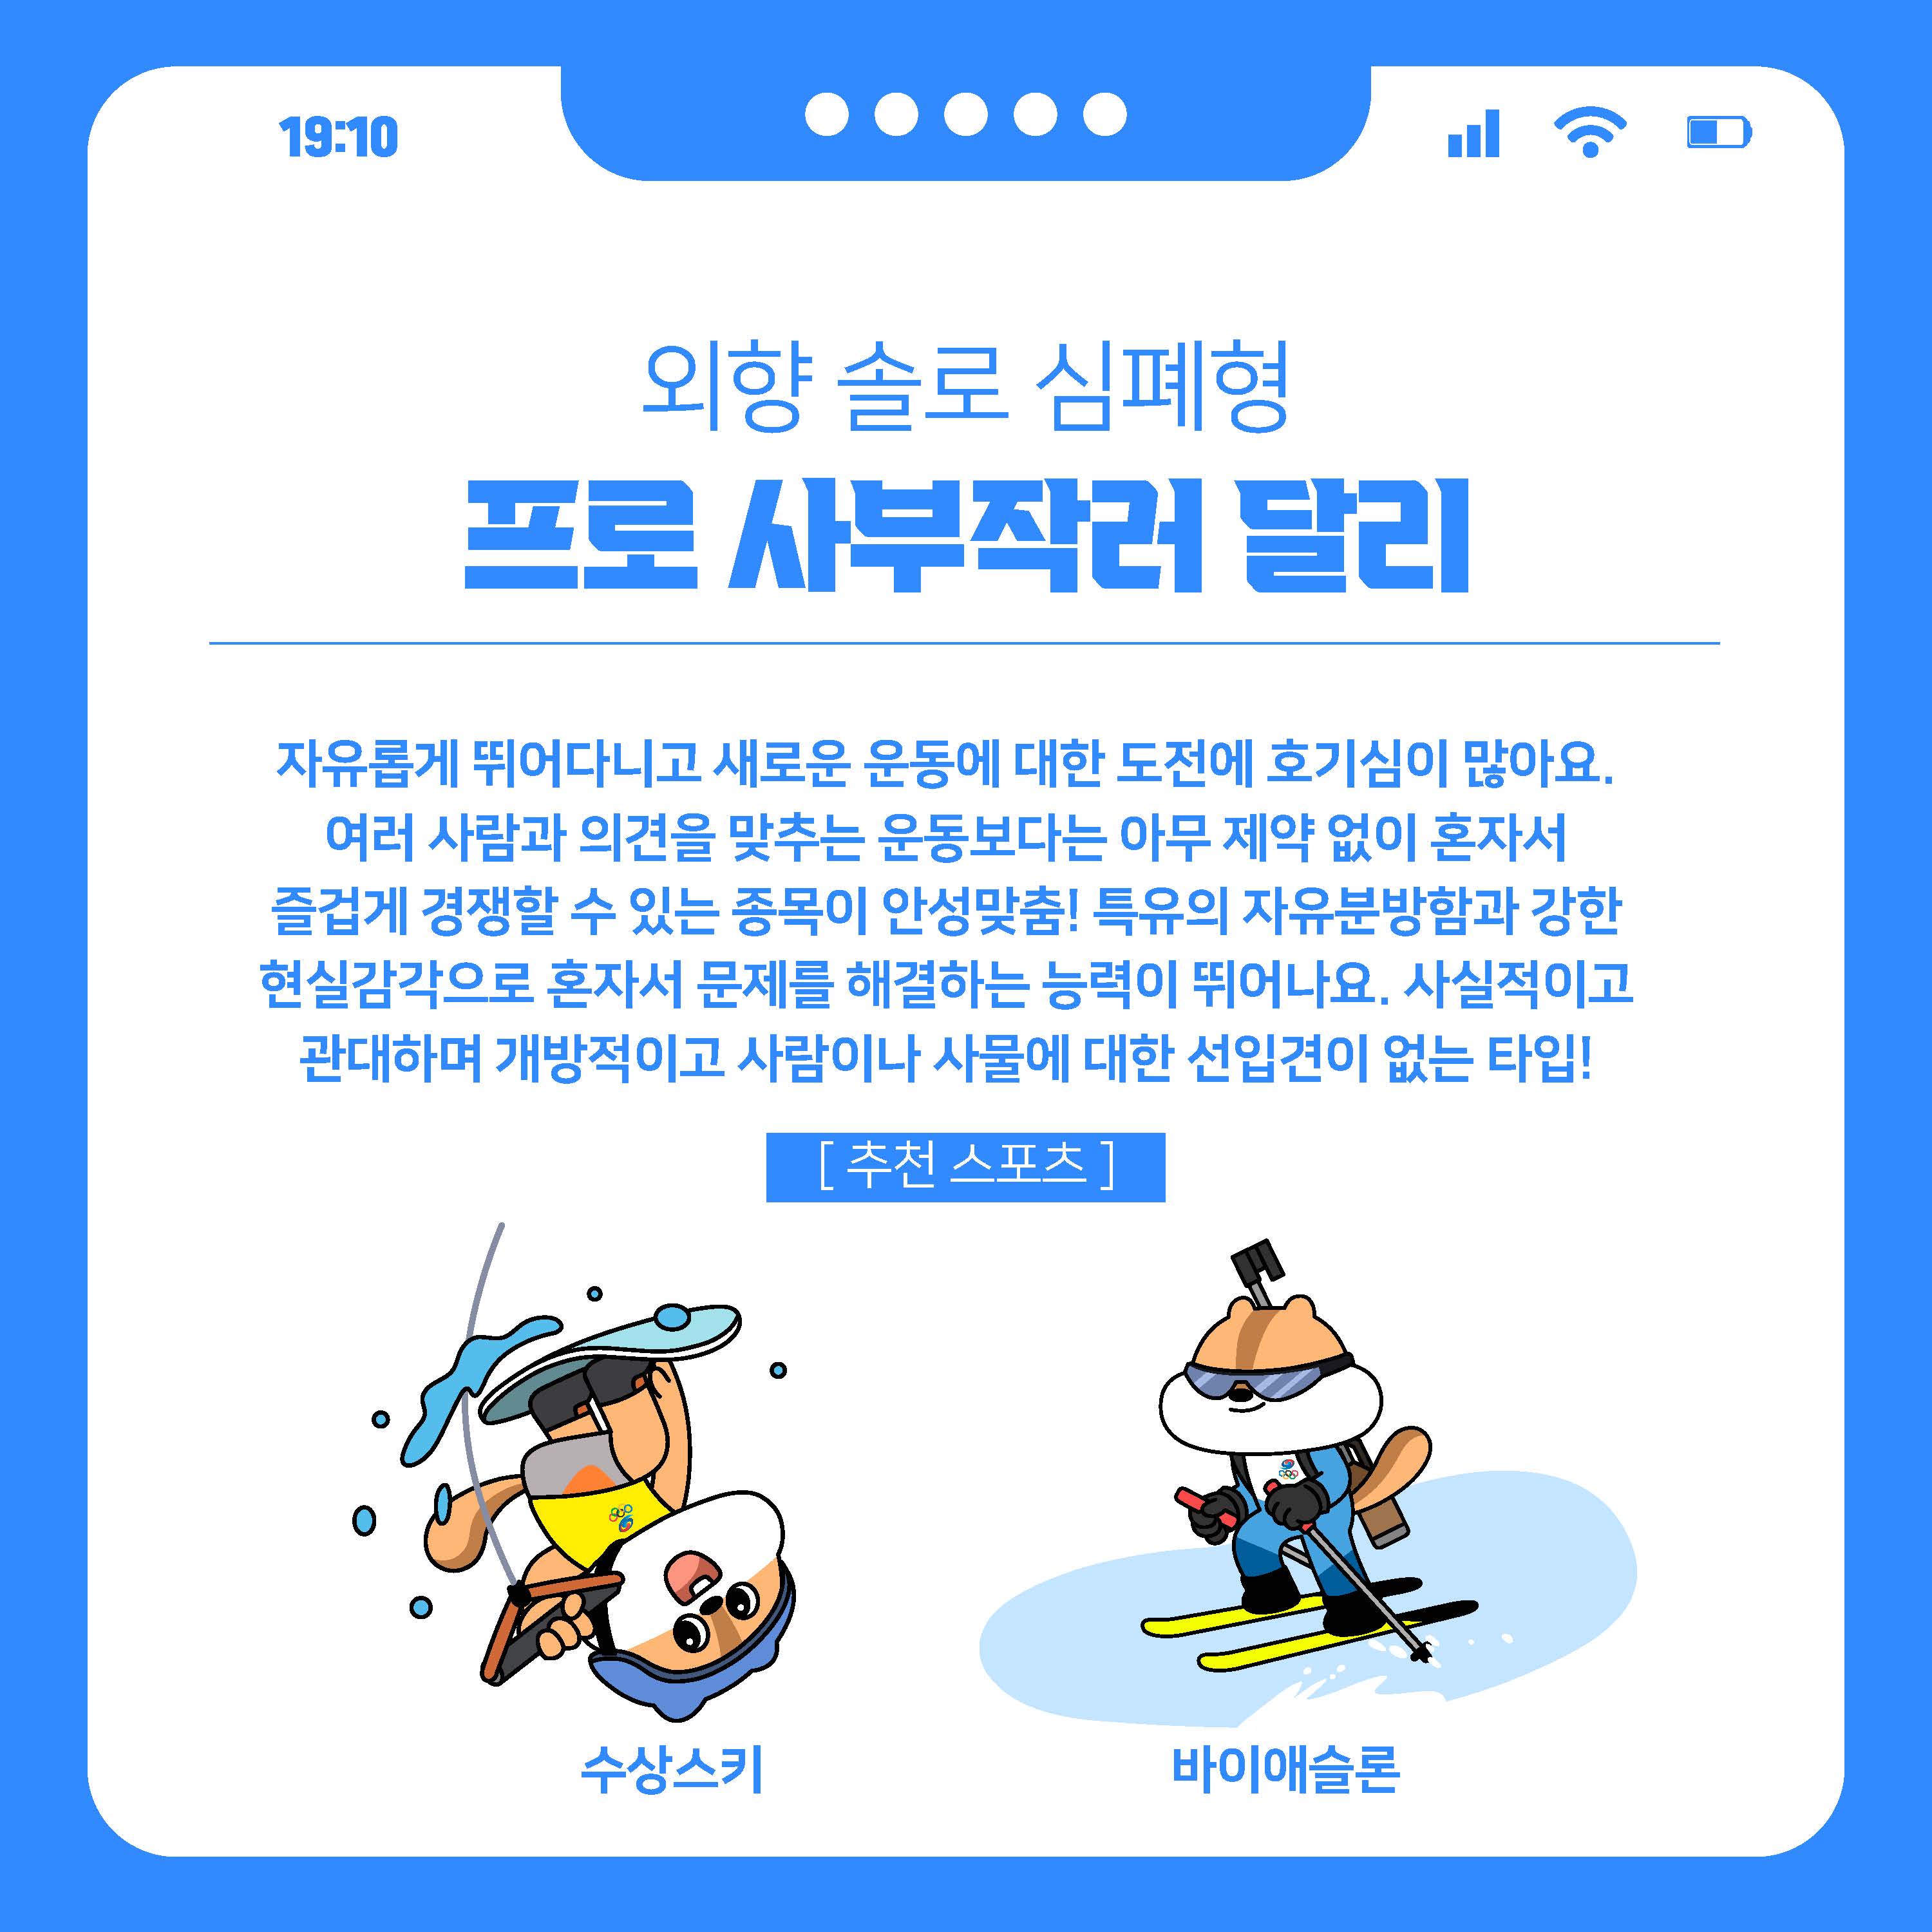 19:10
외향 솔로 심폐형
프로 사부작러 달리
자유롭게 뛰어다니고 새로운 운동에 대한 도전에 호기심이 많아요.
여러 사람과 의견을 맞추는 운동보다는 아무 제약 없이 혼자서
즐겁게 경쟁할 수 있는 종목이 안성맞춤! 특유의 자유분방함과 강한
현실감각으로 혼자서 문제를 해결하는 능력이 뛰어나요. 사실적이고
관대하며 개방적이고 사람이나 사물에 대한 선입견이 없는 타입!
[ 추천 스포츠 ]
수상스키
바이애슬론